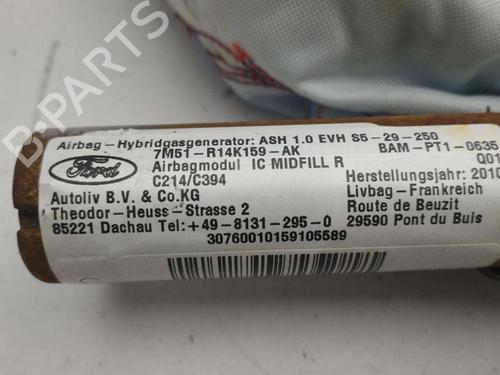 B-PARTS
Airbag-Hybridgasgenerator: ASH 1.0 EVH S5-29-250
7M51-R14K159-AK BAM-PT1-0635
Ford Airbagmodul IC MIDFILL R Q01
C214/C394 Herstellungsjahr: 2010
Autoliv B.V. & Co.KG Livbag-Frankreich
Theodor-Heuss-Strasse 2 Route de Beuzit
85221 Dachau Tel:+49-8131-295-0 29590 Pont du Buis
30760010159105589